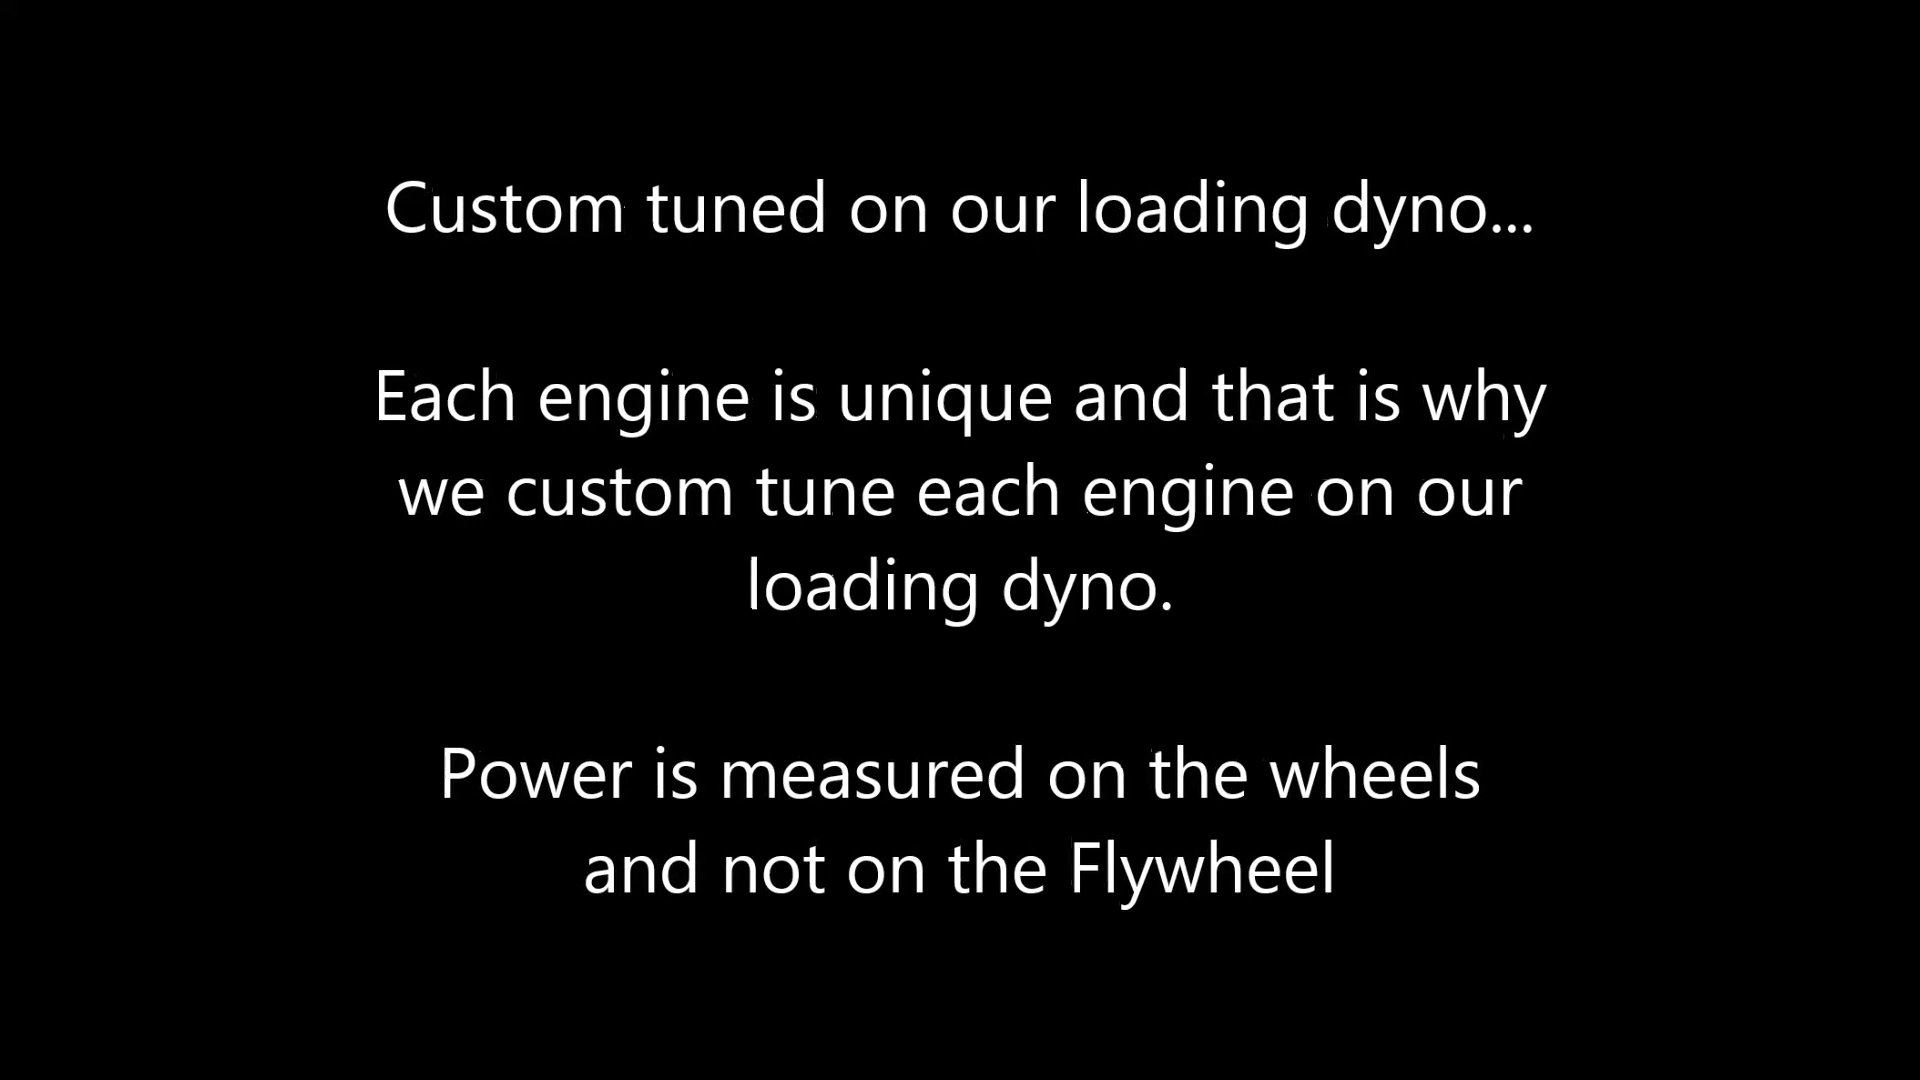 Custom tuned on our loading dyno...
Each engine is unique and that is why
we custom tune each engine on our
loading dyno.
Power is measured on the wheels
and not on the Flywheel